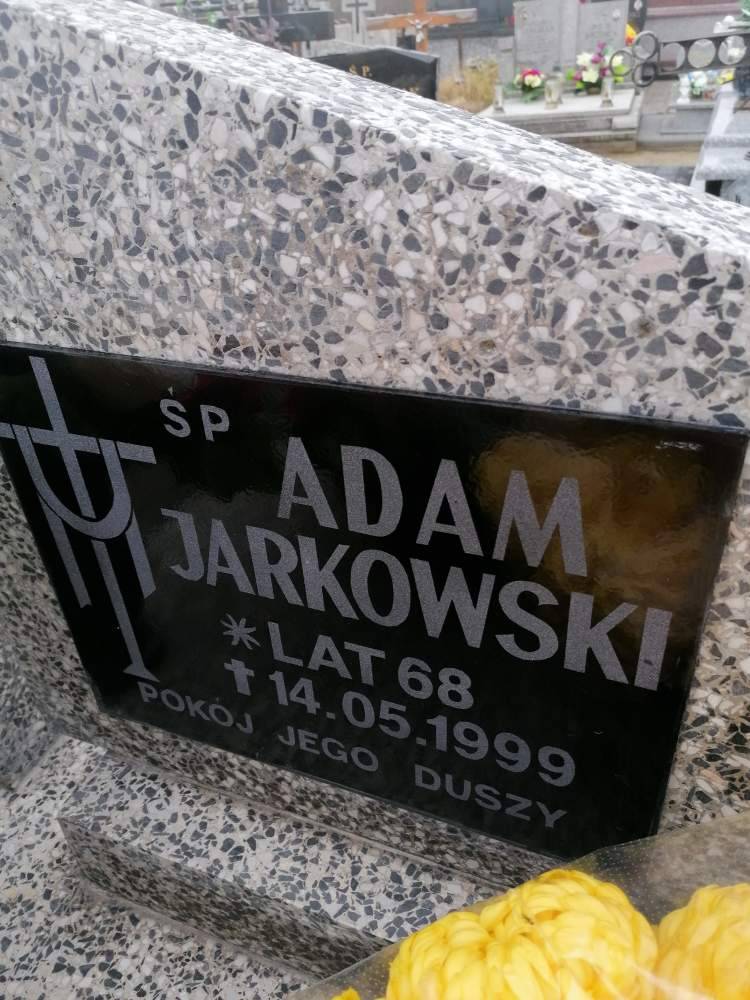 Ś.P.
ŚP
ADAM
JARKOWSKI
* LAT 68
✝ 14.05.1999
POKÓJ JEGO DUSZY